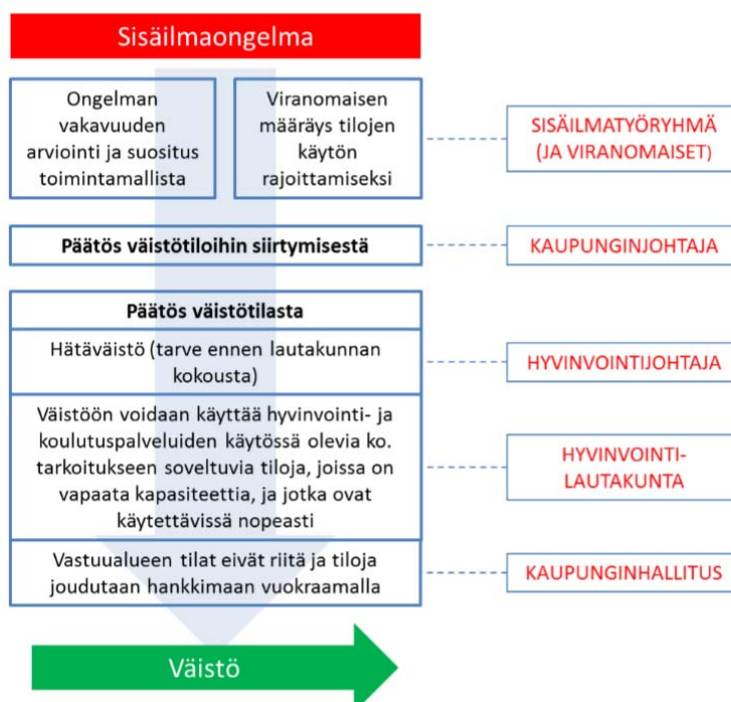 Sisäilmaongelma
Ongelman
vakavuuden
arviointi ja suositus
toimintamallista
Viranomaisen
määräys tilojen
käytön
rajoittamiseksi
SISÄILMATYÖRYHMÄ
(JA VIRANOMAISET)
Päätös väistötiloihin siirtymisestä
KAUPUNGINJOHTAJA
Päätös väistötilasta
Hätäväistö (tarve ennen lautakunnan
kokousta)
HYVINVOINTIJOHTAJA
Väistöön voidaan käyttää hyvinvointi- ja
koulutuspalveluiden käytössä olevia ko.
tarkoitukseen soveltuvia tiloja, joissa on
vapaata kapasiteettia, ja jotka ovat
käytettävissä nopeasti
HYVINVOINTI-
LAUTAKUNTA
Vastuualueen tilat eivät riitä ja tiloja
joudutaan hankkimaan vuokraamalla
KAUPUNGINHALLITUS
Väistö